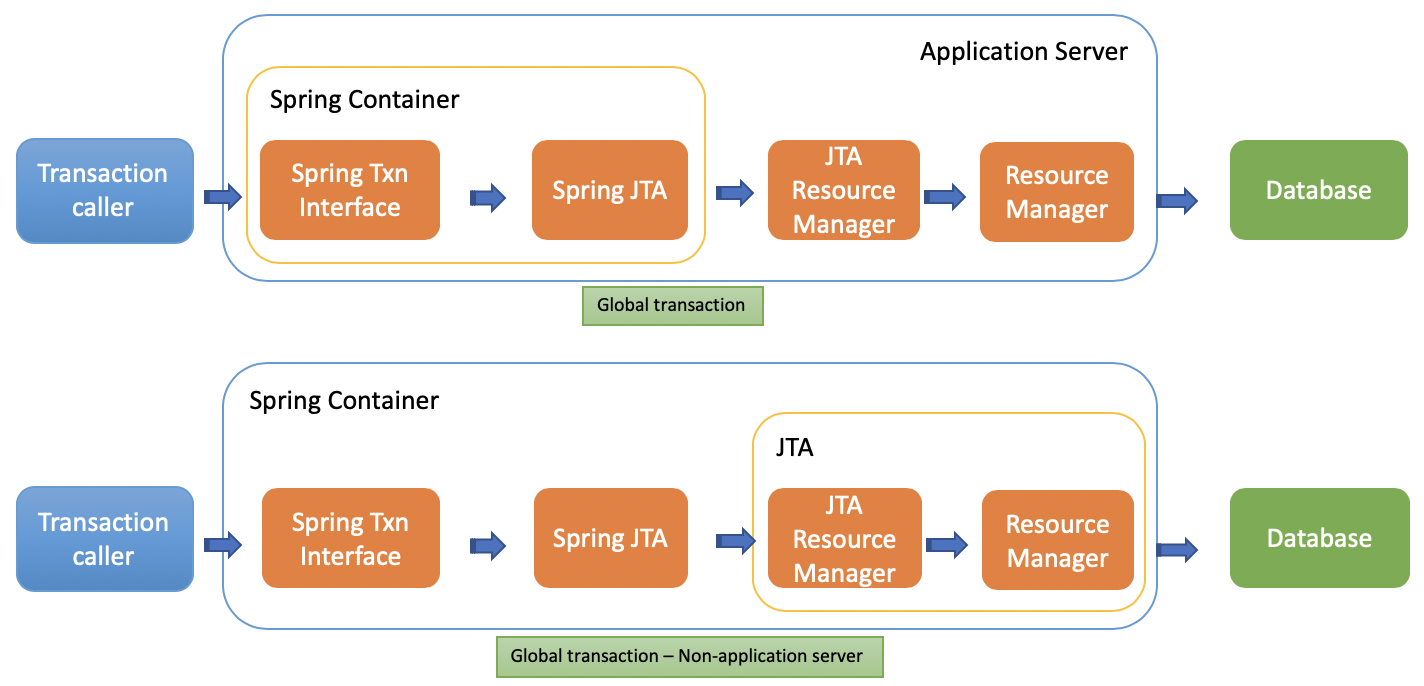 Application Server
Spring Container
Transaction
caller
Spring Txn
Interface
Spring JTA
JTA
Resource
Manager
Resource
Manager
Database
Global transaction
Spring Container
JTA
Transaction
caller
Spring Txn
Interface
Spring JTA
JTA
Resource
Manager
Resource
Manager
Database
Global transaction – Non-application server